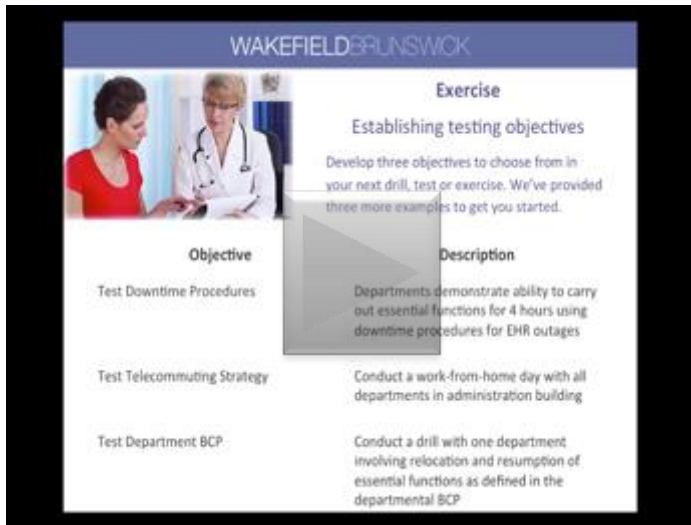 WAKEFIELDBRUNSWICK
Exercise
Establishing testing objectives
Develop three objectives to choose from in
your next drill, test or exercise. We've provided
three more examples to get you started.
Objective
Description
Test Downtime Procedures
Departments demonstrate ability to carry
out essential functions for 4 hours using
downtime procedures for EHR outages
Test Telecommuting Strategy
Conduct a work-from-home day with all
departments in administration building
Test Department BCP
Conduct a drill with one department
involving relocation and resumption of
essential functions as defined in the
departmental BCP